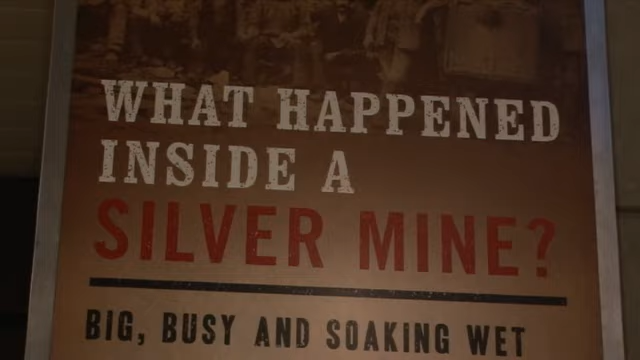 WHAT HAPPENED
INSIDE A
SILVER MINE?
BIG, BUSY AND SOAKING WET